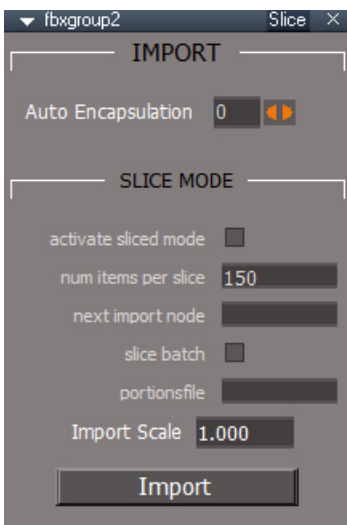 fbxgroup2 Slice ×
IMPORT
Auto Encapsulation 0
SLICE MODE
activate sliced mode
num items per slice 150
next import node
slice batch
portionsfile
Import Scale 1.000
Import